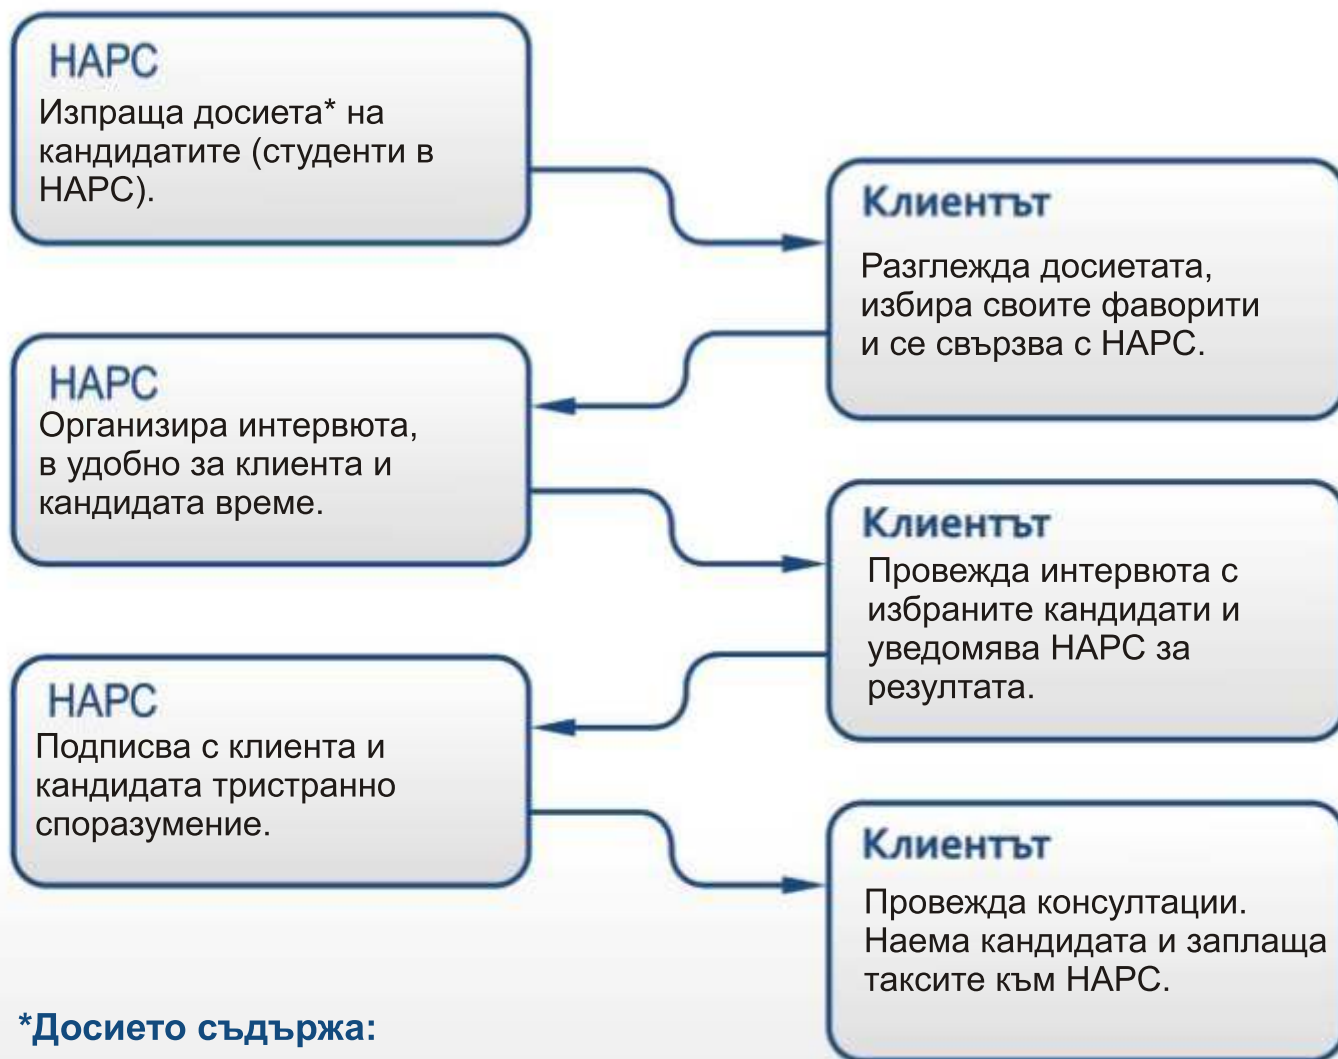 НАРС
Изпраща досиета* на
кандидатите (студенти в
НАРС).
Клиентът
Разглежда досиетата,
избира своите фаворити
и се свързва с НАРС.
НАРС
Организира интервюта,
в удобно за клиента и
кандидата време.
Клиентът
Провежда интервюта с
избраните кандидати и
уведомява НАРС за
резултата.
НАРС
Подписва с клиента и
кандидата тристранно
споразумение.
Клиентът
Провежда консултации.
Наема кандидата и заплаща
таксите към НАРС.
*Досието съдържа: